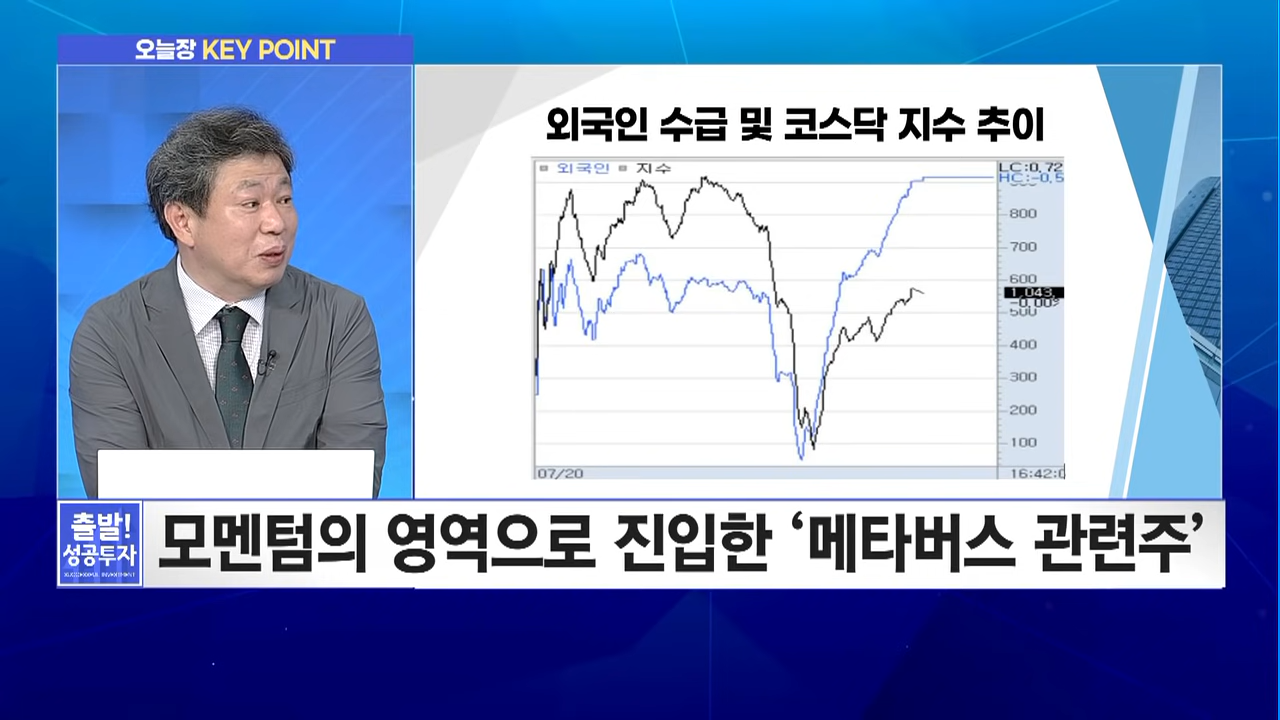 오늘장 KEY POINT
외국인 수급 및 코스닥 지수 추이
외국인 지수
LC:0.72
HC:-0.5
800
700
600
1,043.
-0.00%
500
400
300
200
100
07/20
16:42:0
출발!
성공투자
SUCCESSFUL INVESTMENT
모멘텀의 영역으로 진입한 ‘메타버스 관련주’